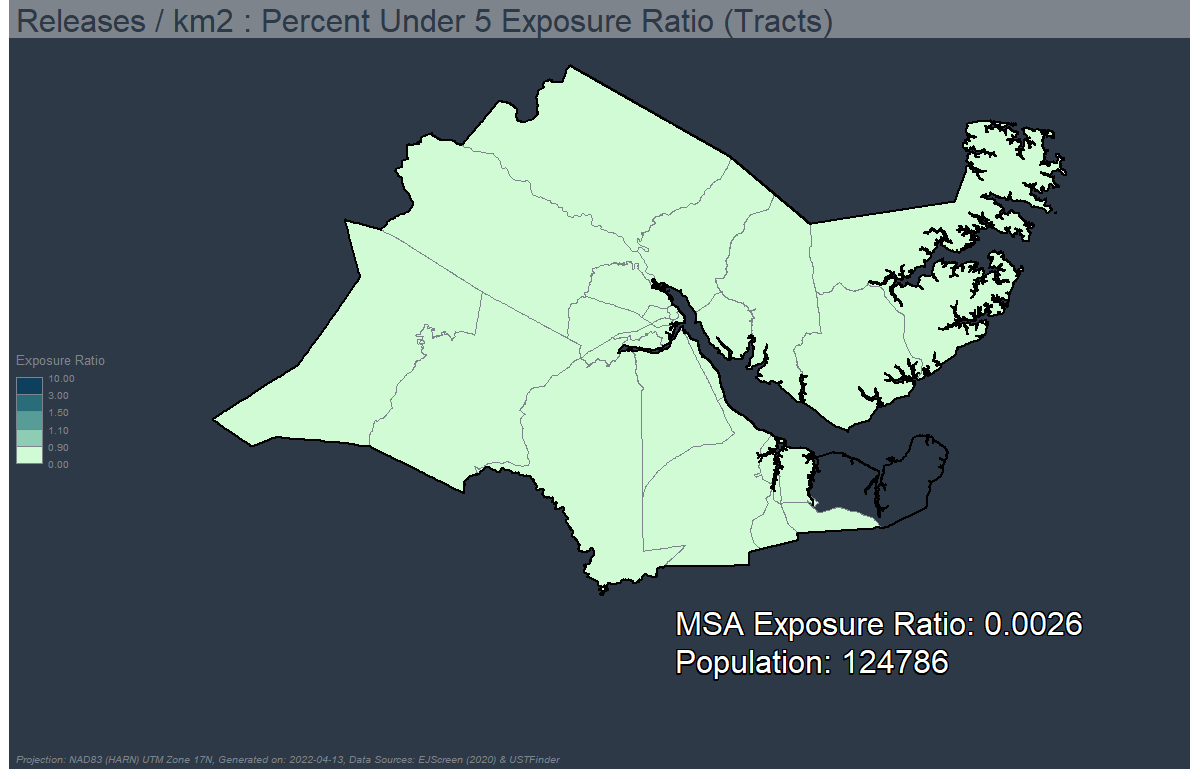 Releases / km2 : Percent Under 5 Exposure Ratio (Tracts)
Exposure Ratio
10.00
3.00
1.50
1.10
0.90
0.00
MSA Exposure Ratio: 0.0026
Population: 124786
Projection: NAD83 (HARN) UTM Zone 17N, Generated on: 2022-04-13, Data Sources: EJScreen (2020) & USTFinder